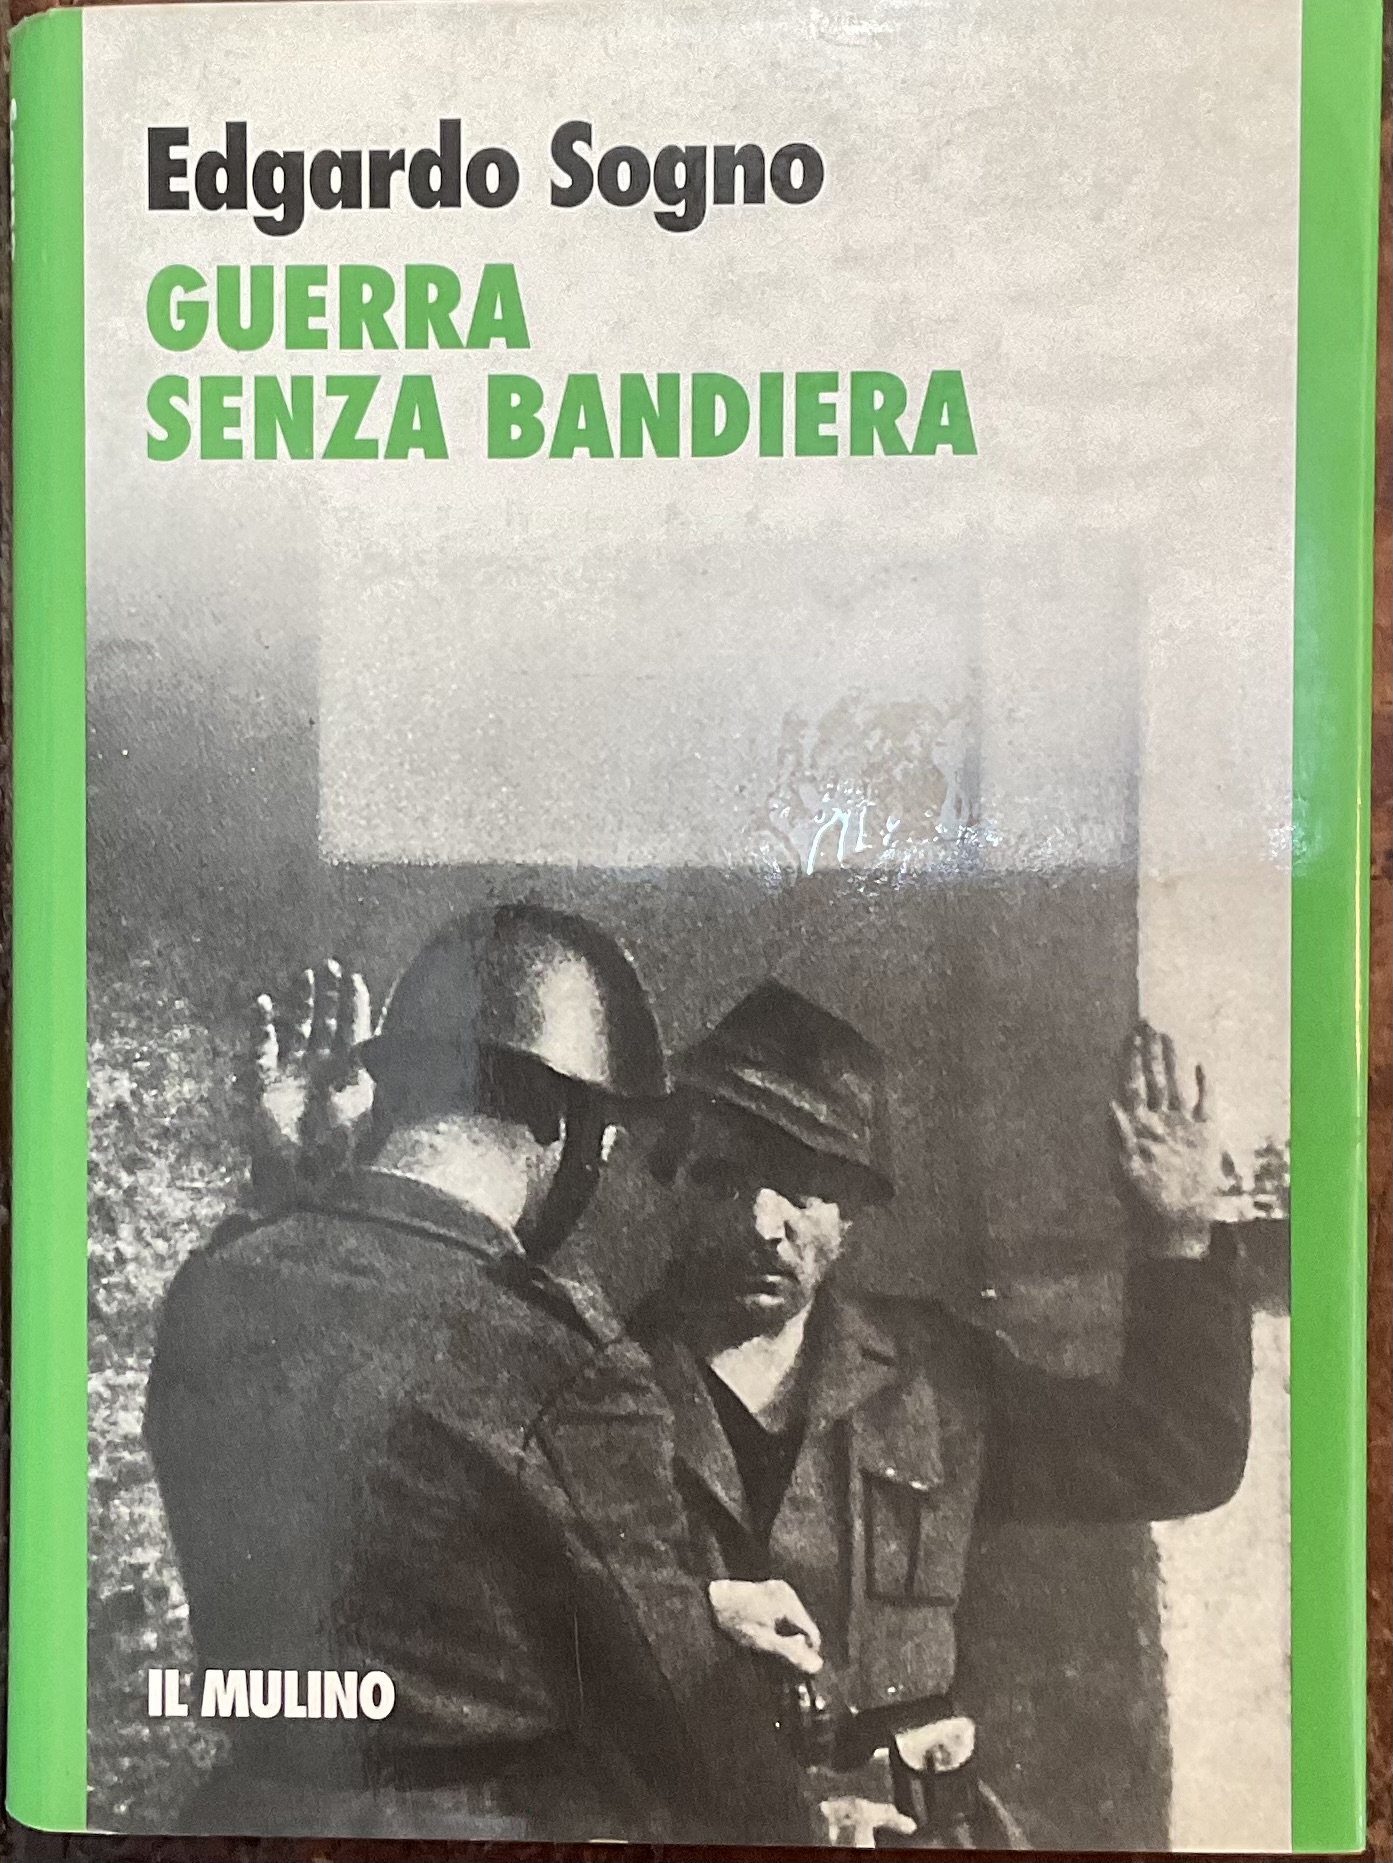 Edgardo Sogno
GUERRA
SENZA BANDIERA
IL MULINO